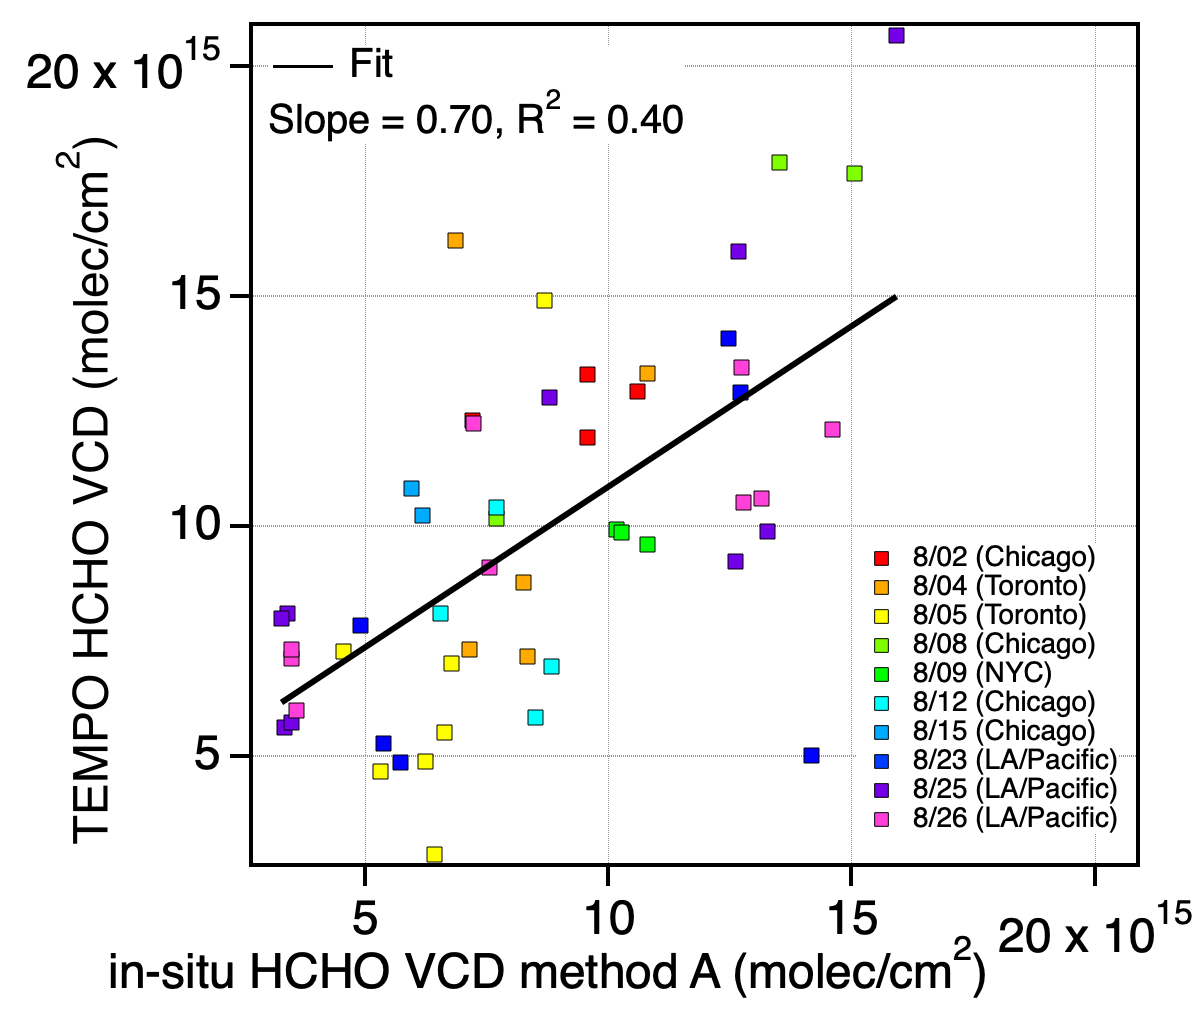 20 x 10^15
Fit
Slope = 0.70, R^2 = 0.40
TEMPO HCHO VCD (molec/cm^2)
15
10
5
8/02 (Chicago)
8/04 (Toronto)
8/05 (Toronto)
8/08 (Chicago)
8/09 (NYC)
8/12 (Chicago)
8/15 (Chicago)
8/23 (LA/Pacific)
8/25 (LA/Pacific)
8/26 (LA/Pacific)
5 10 15 20 x 10^15
in-situ HCHO VCD method A (molec/cm^2)